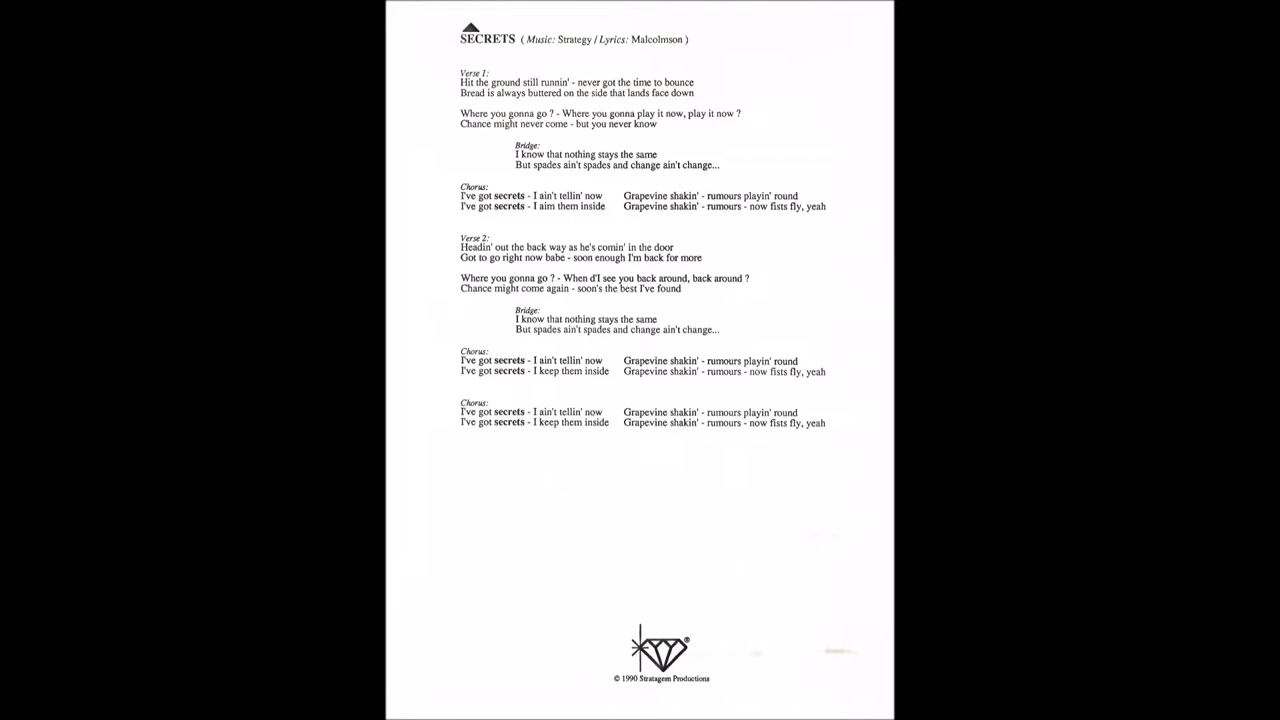 SECRETS ( Music: Strategy / Lyrics: Malcolmson )
Verse 1:
Hit the ground still runnin' - never got the time to bounce
Bread is always buttered on the side that lands face down
Where you gonna go ? - Where you gonna play it now, play it now ?
Chance might never come - but you never know
Bridge:
I know that nothing stays the same
But spades ain't spades and change ain't change...
Chorus:
I've got secrets - I ain't tellin' now Grapevine shakin' - rumours playin' round
I've got secrets - I aim them inside Grapevine shakin' - rumours - now fists fly, yeah
Verse 2:
Headin' out the back way as he's comin' in the door
Got to go right now babe - soon enough I'm back for more
Where you gonna go ? - When d'I see you back around, back around ?
Chance might come again - soon's the best I've found
Bridge:
I know that nothing stays the same
But spades ain't spades and change ain't change...
Chorus:
I've got secrets - I ain't tellin' now Grapevine shakin' - rumours playin' round
I've got secrets - I keep them inside Grapevine shakin' - rumours - now fists fly, yeah
Chorus:
I've got secrets - I ain't tellin' now Grapevine shakin' - rumours playin' round
I've got secrets - I keep them inside Grapevine shakin' - rumours - now fists fly, yeah
®
© 1990 Stratagem Productions